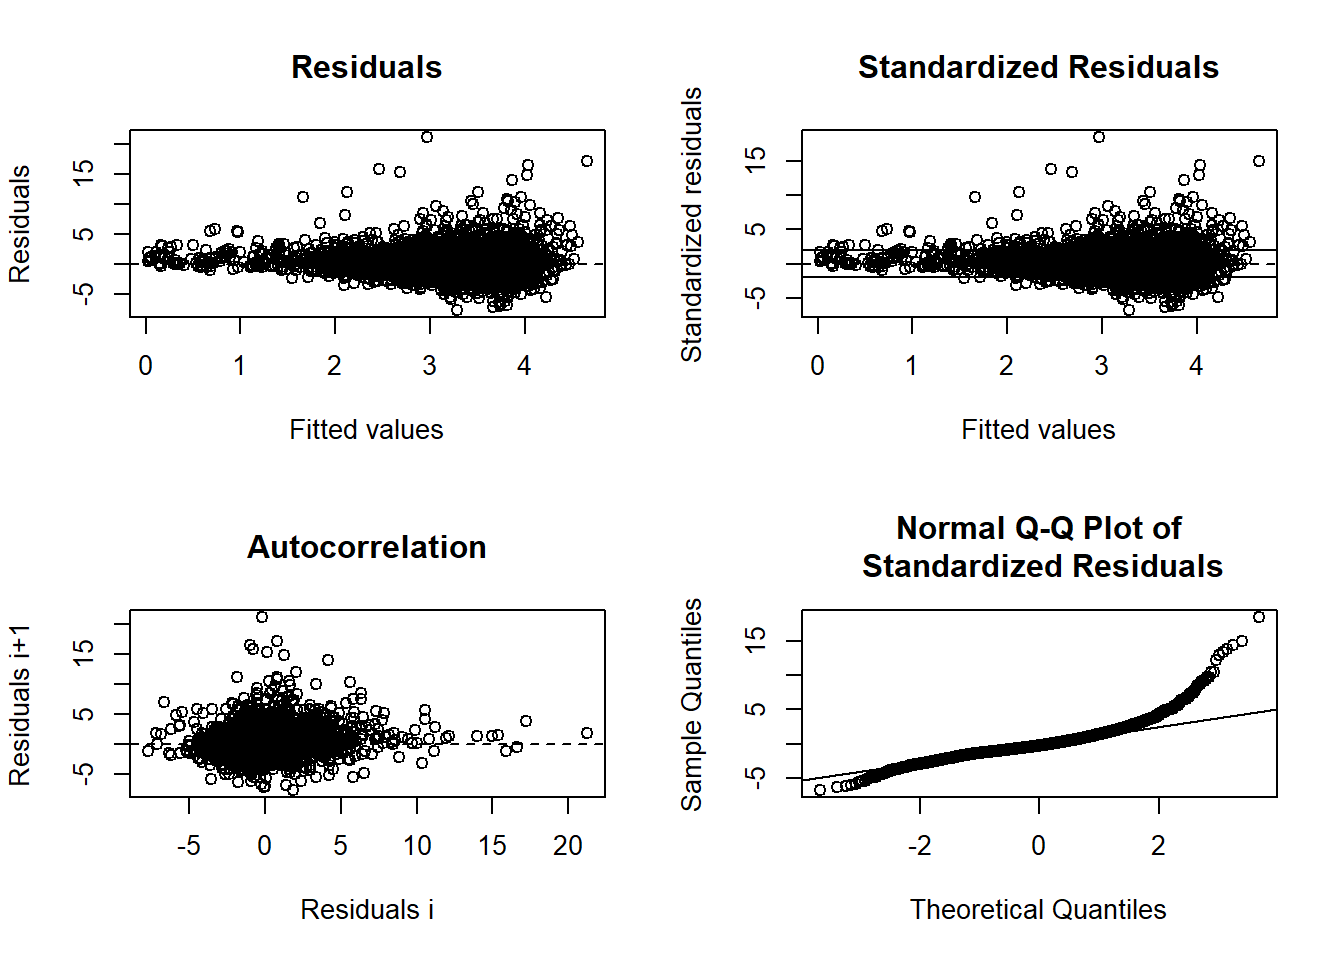 Residuals
Residuals
-5
5
15
0
1
2
3
4
Fitted values
Standardized Residuals
Standardized residuals
-5
5
15
0
1
2
3
4
Fitted values
Autocorrelation
Residuals i+1
-5
5
15
-5
0
5
10
15
20
Residuals i
Normal Q-Q Plot of
Standardized Residuals
Sample Quantiles
-5
5
15
-2
0
2
Theoretical Quantiles